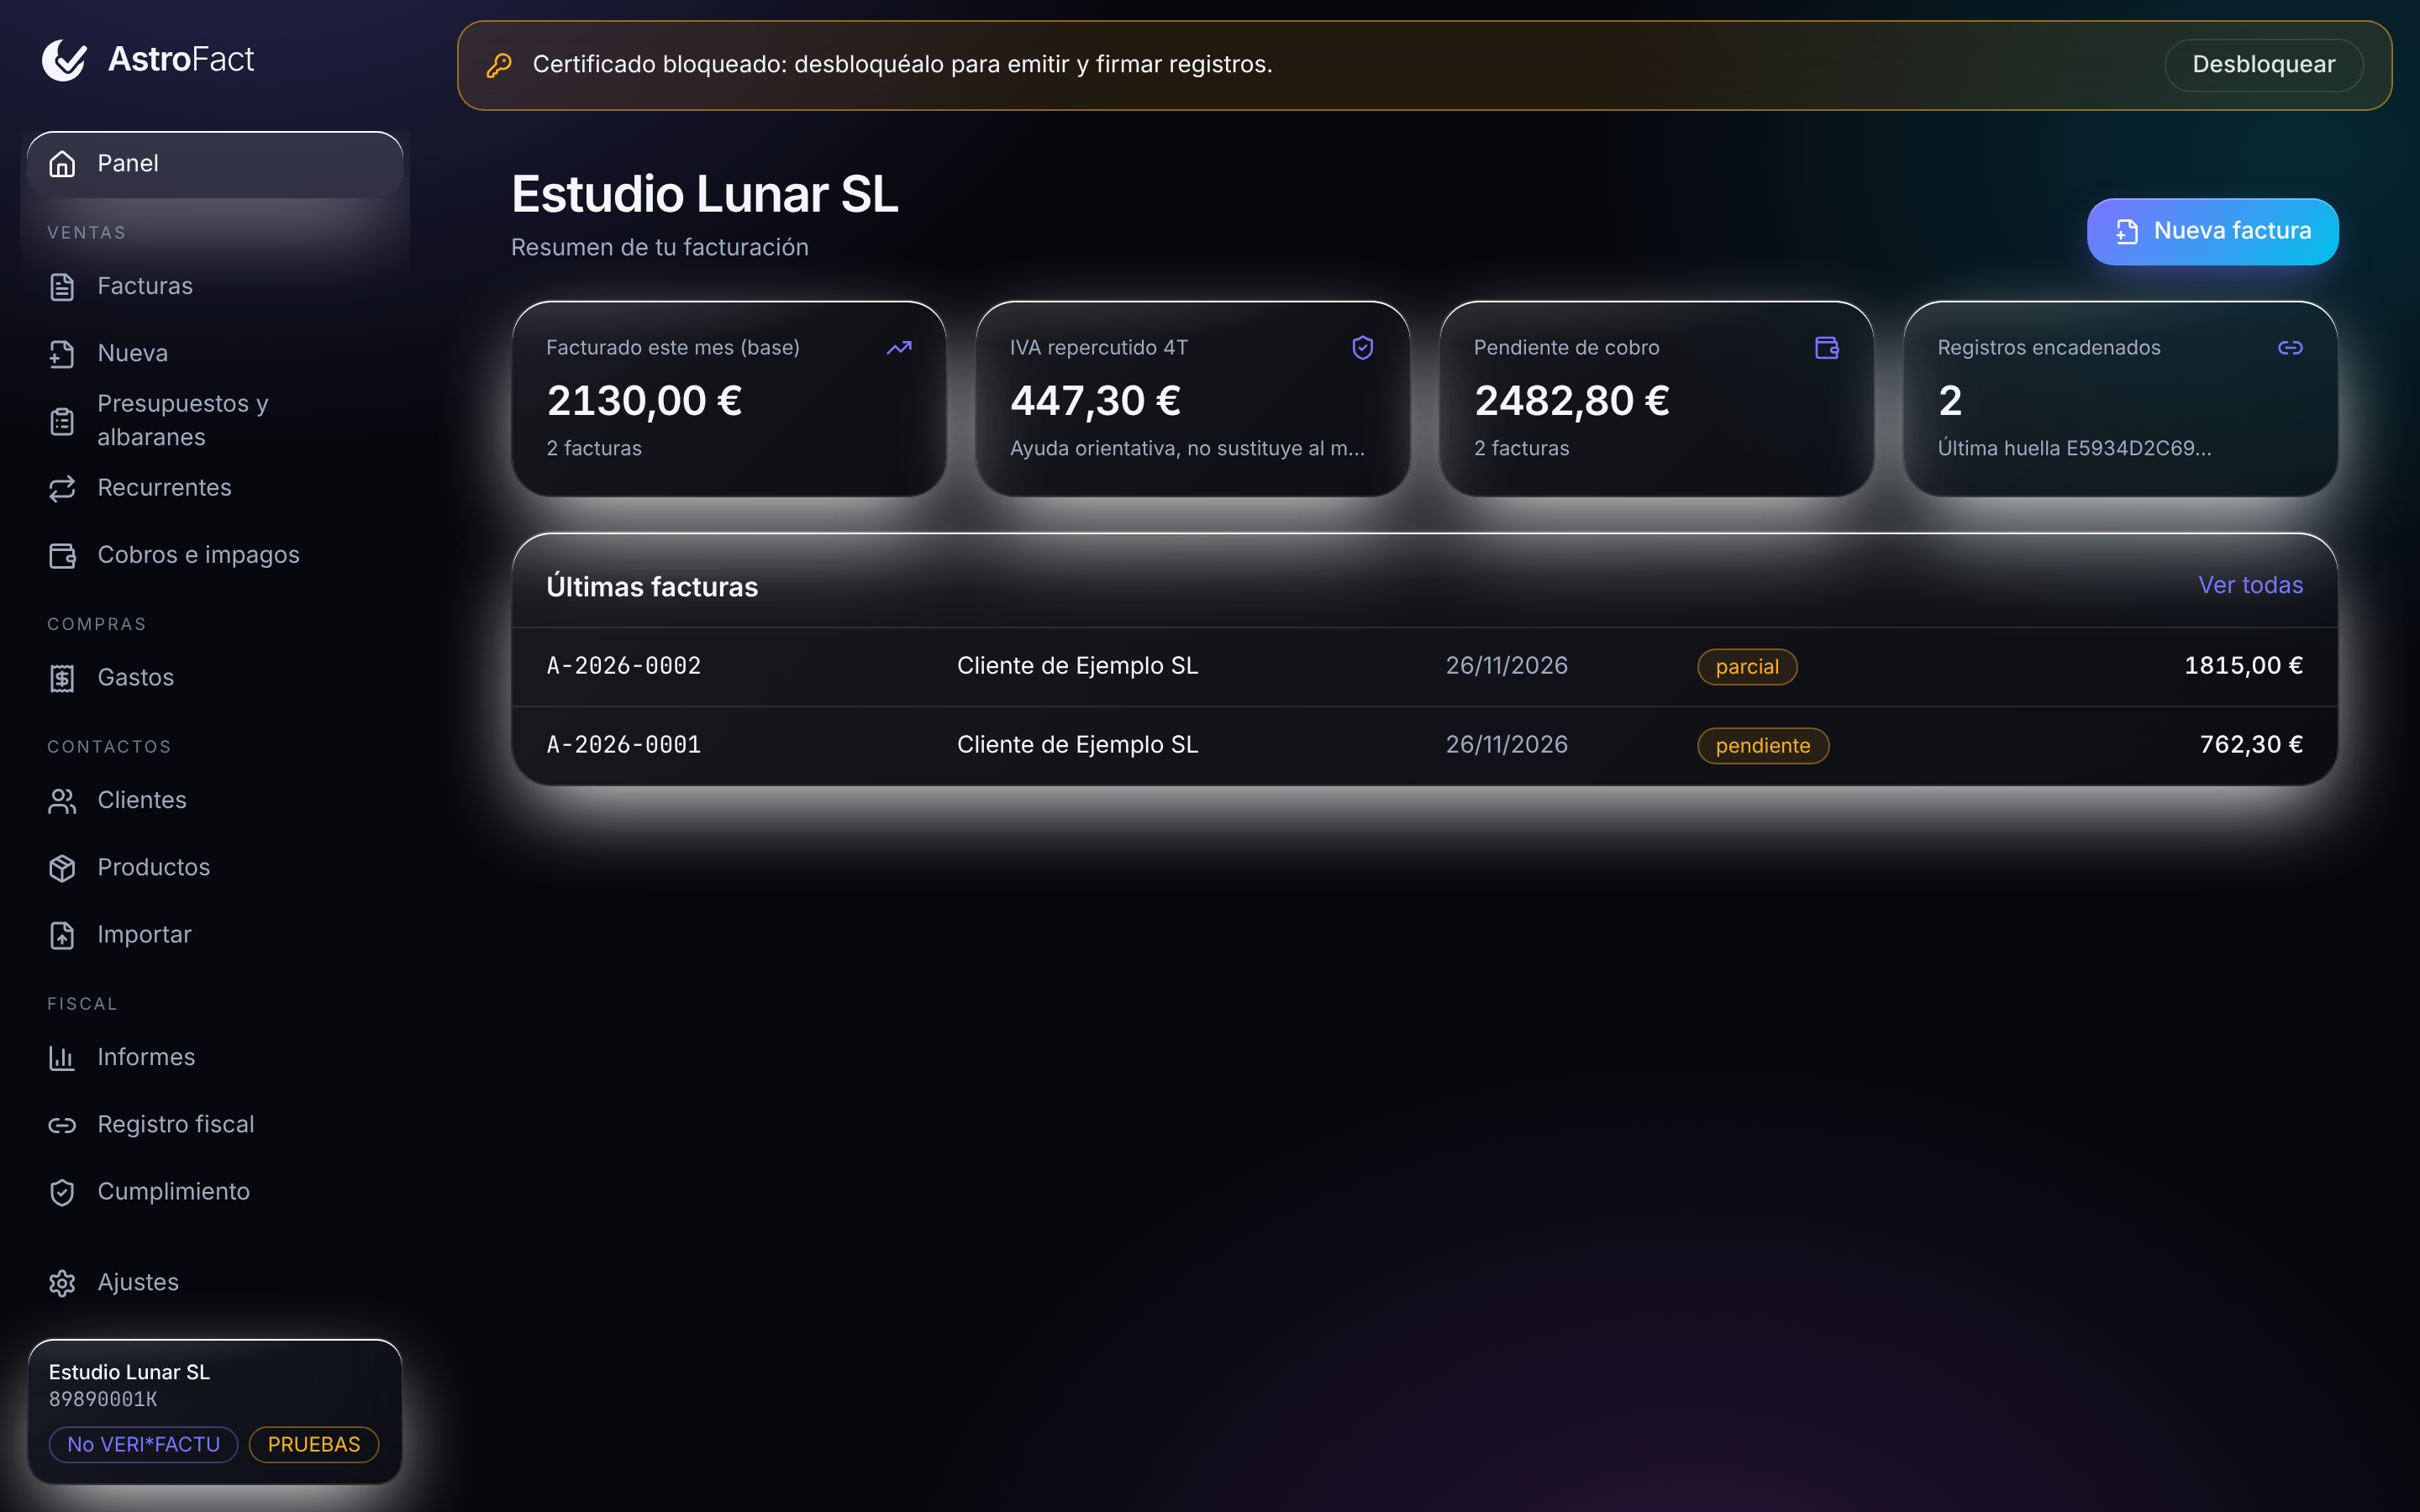 AstroFact
Certificado bloqueado: desbloquéalo para emitir y firmar registros.
Desbloquear
Panel
VENTAS
Facturas
Nueva
Presupuestos y
albaranes
Recurrentes
Cobros e impagos
COMPRAS
Gastos
CONTACTOS
Clientes
Productos
Importar
FISCAL
Informes
Registro fiscal
Cumplimiento
Ajustes
Estudio Lunar SL
89890001K
No VERI*FACTU PRUEBAS
Estudio Lunar SL
Resumen de tu facturación
Nueva factura
Facturado este mes (base)
2130,00 €
2 facturas
IVA repercutido 4T
447,30 €
Ayuda orientativa, no sustituye al m...
Pendiente de cobro
2482,80 €
2 facturas
Registros encadenados
2
Última huella E5934D2C69...
Últimas facturas Ver todas
A-2026-0002 Cliente de Ejemplo SL 26/11/2026 parcial 1815,00 €
A-2026-0001 Cliente de Ejemplo SL 26/11/2026 pendiente 762,30 €